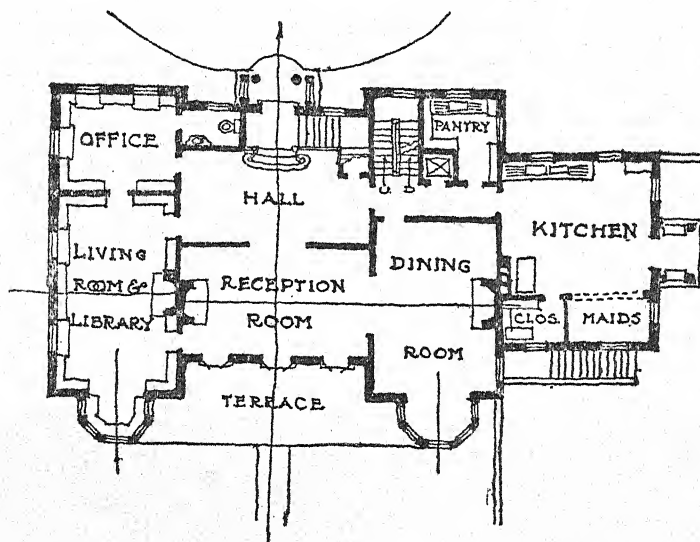 OFFICE
PANTRY
HALL
U. D
KITCHEN
LIVING
ROOM &
LIBRARY
RECEPTION
ROOM
DINING
ROOM
CLOS.
MAIDS
TERRACE